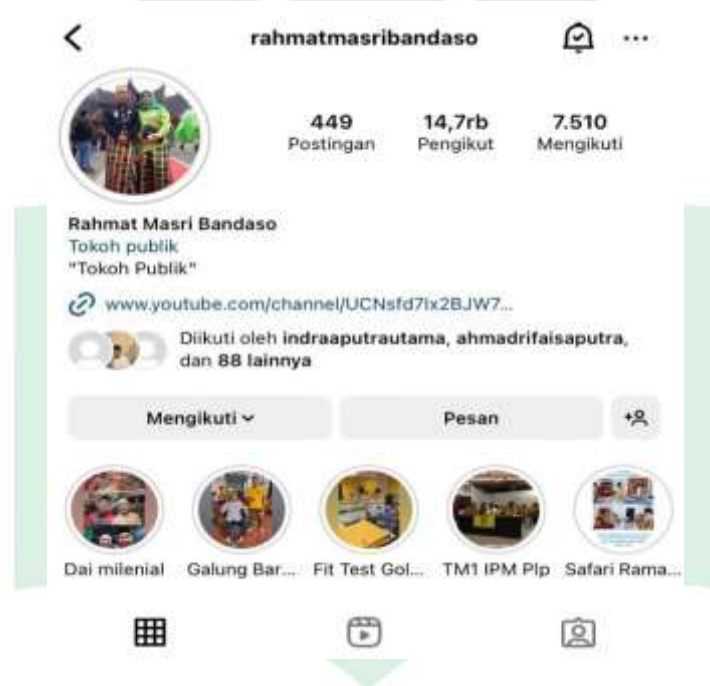 rahmatmasribandaso
449 14,7rb 7.510
Postingan Pengikut Mengikuti
Rahmat Masri Bandaso
Tokoh publik
"Tokoh Publik"
www.youtube.com/channel/UCNsfd7Ix2BJW7...
Diikuti oleh indraaputrautama, ahmadrifaisaputra,
dan 88 lainnya
Mengikuti Pesan
Dai milenial Galung Bar... Fit Test Gol... TM1 IPM Plp Safari Rama...